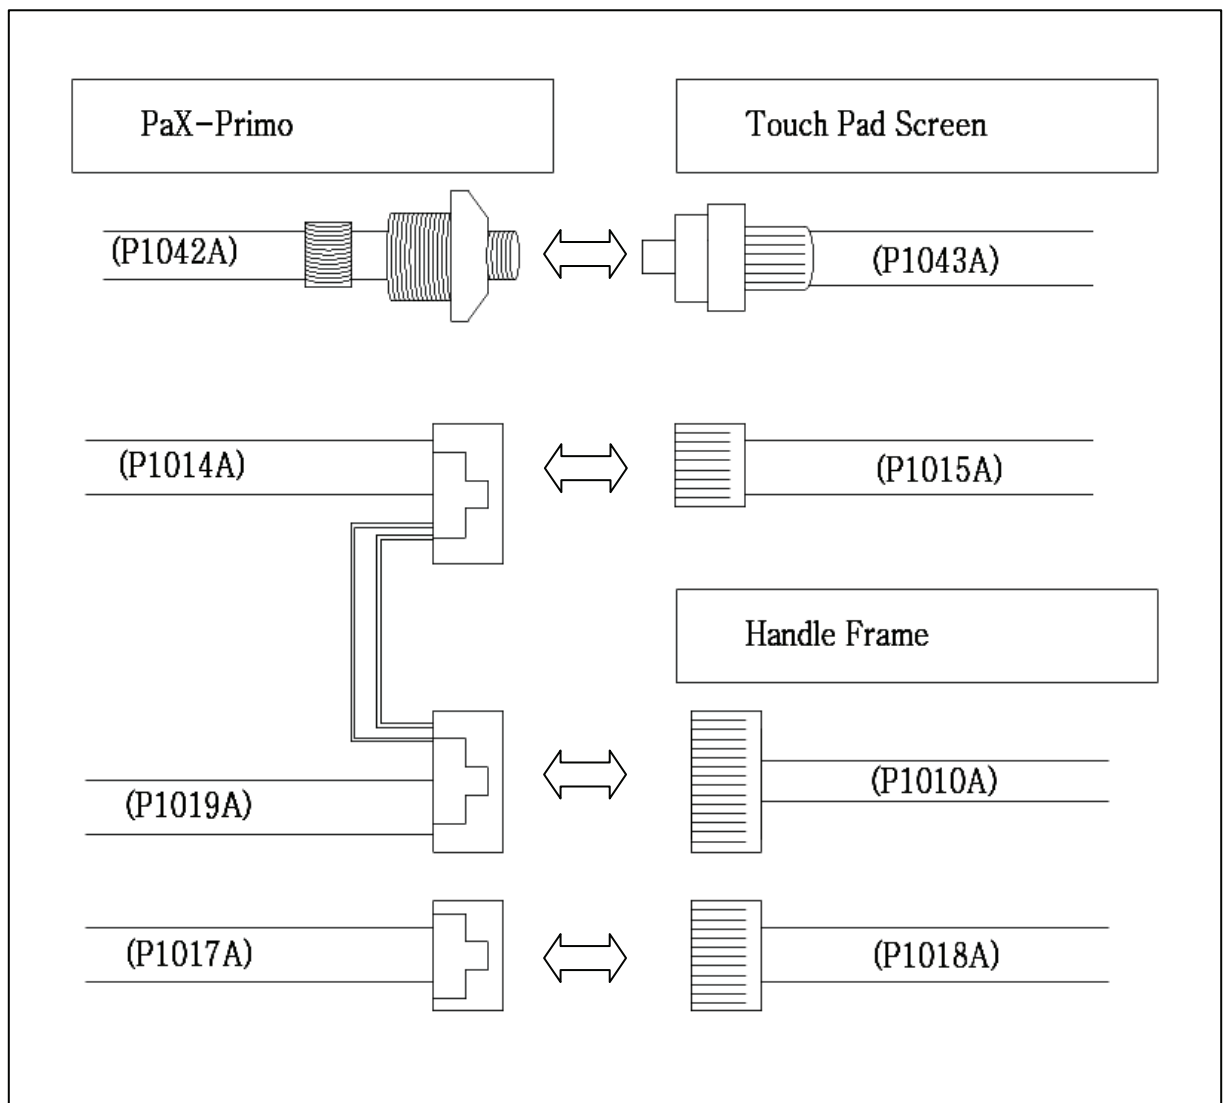 PaX-Primo
Touch Pad Screen
(P1042A)
(P1043A)
(P1014A)
(P1015A)
Handle Frame
(P1019A)
(P1010A)
(P1017A)
(P1018A)